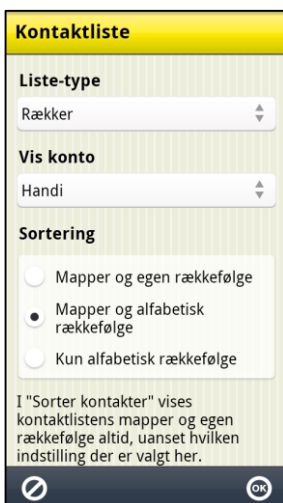 Kontaktliste
Liste-type
Rækker
Vis konto
Handi
Sortering
Mapper og egen rækkefølge
Mapper og alfabetisk
rækkefølge
Kun alfabetisk rækkefølge
I "Sorter kontakter" vises
kontaktlistens mapper og egen
rækkefølge altid, uanset hvilken
indstilling der er valgt her.
OK